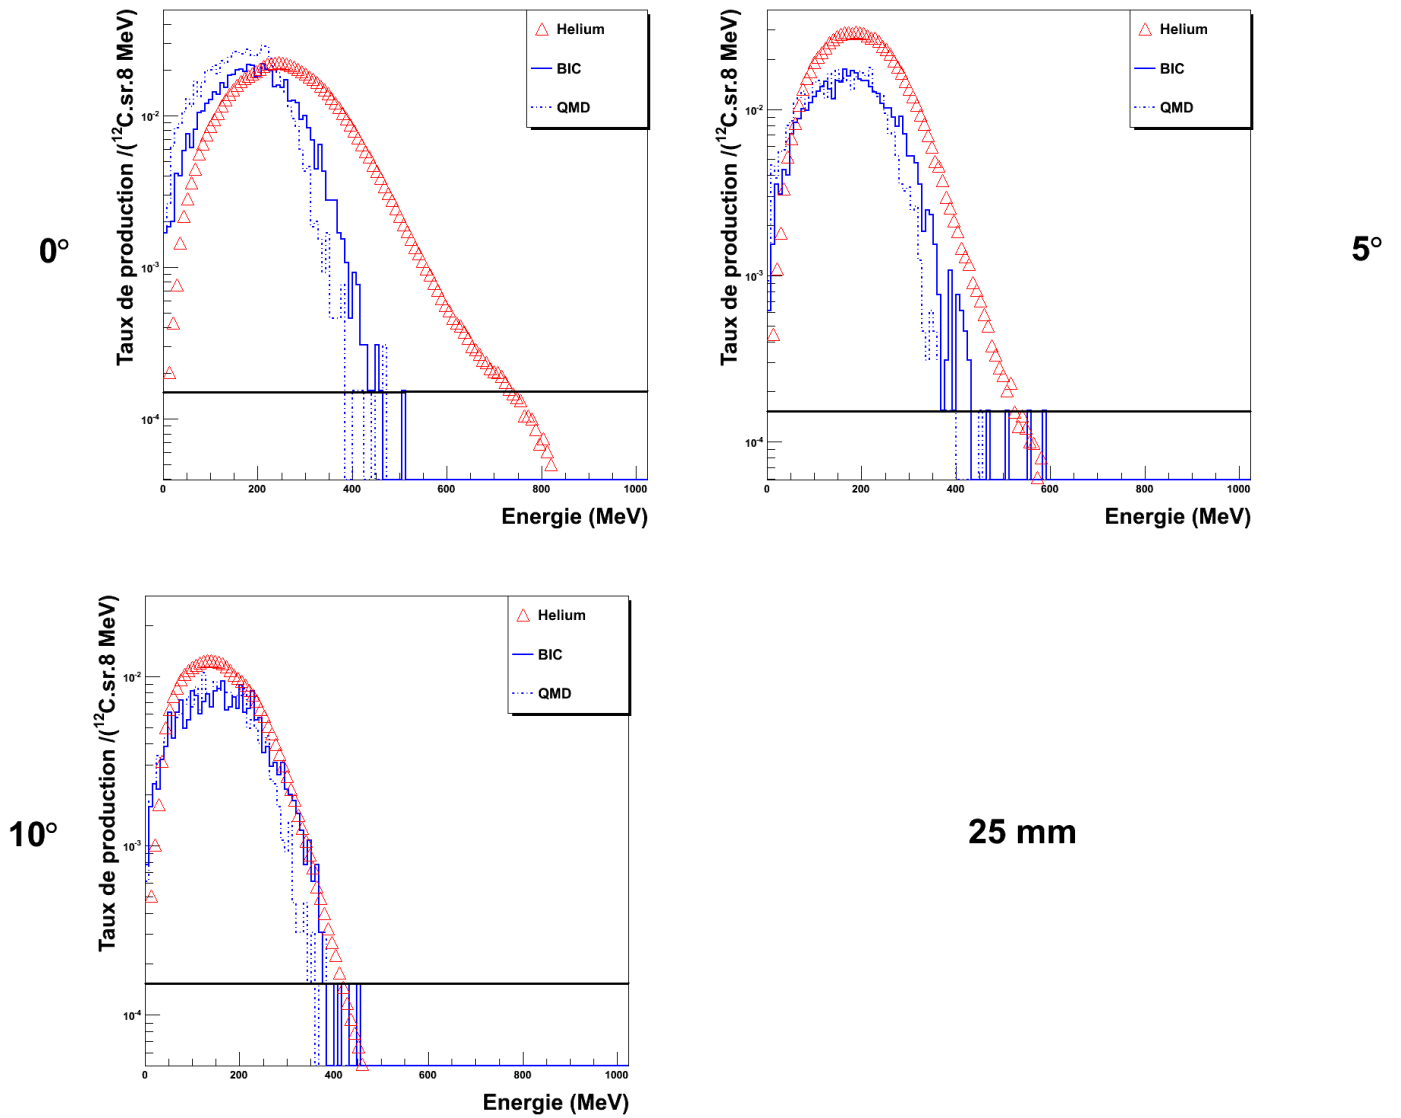 Taux de production /(¹²C.sr.8 MeV)
Helium
BIC
QMD
10⁻²
10⁻³
10⁻⁴
0 200 400 600 800 1000
Energie (MeV)
0°
Taux de production /(¹²C.sr.8 MeV)
Helium
BIC
QMD
10⁻²
10⁻³
10⁻⁴
0 200 400 600 800 1000
Energie (MeV)
5°
Taux de production /(¹²C.sr.8 MeV)
Helium
BIC
QMD
10⁻²
10⁻³
10⁻⁴
0 200 400 600 800 1000
Energie (MeV)
10°
25 mm